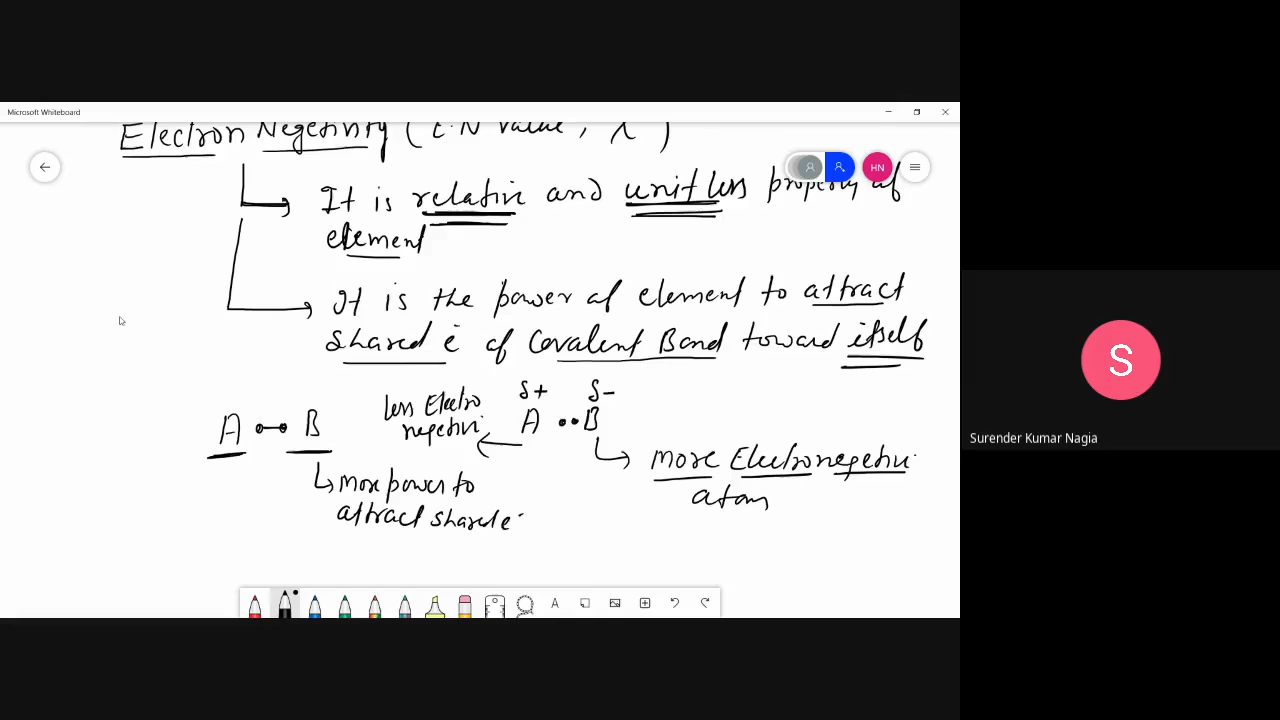 Microsoft Whiteboard
Electron Negetivity (E.N Value, X )
HN
It is relative and unitless property of
element
It is the power of element to attract
shared e of Covalent Bond toward itself
δ+ δ-
less Electro
negetivi
A B
A B
More power to
attract shared e-
More Electronegetivi
atom
A
S
Surender Kumar Nagia